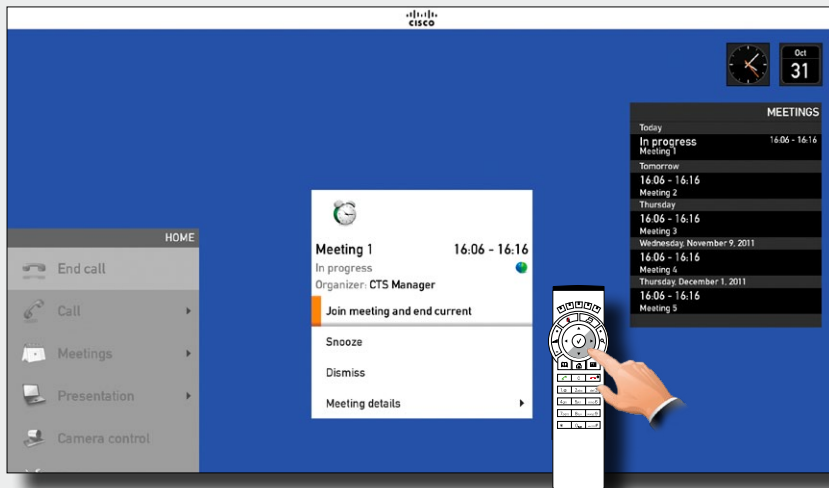 CISCO
Oct
31
MEETINGS
Today
In progress 16:06 - 16:16
Meeting 1
Tomorrow
16:06 - 16:16
Meeting 2
Thursday
16:06 - 16:16
Meeting 3
Wednesday, November 9, 2011
16:06 - 16:16
Meeting 4
Thursday, December 1, 2011
16:06 - 16:16
Meeting 5
Meeting 1 16:06 - 16:16
In progress
Organizer: CTS Manager
Join meeting and end current
Snooze
Dismiss
Meeting details
HOME
End call
Call
Meetings
Presentation
Camera control